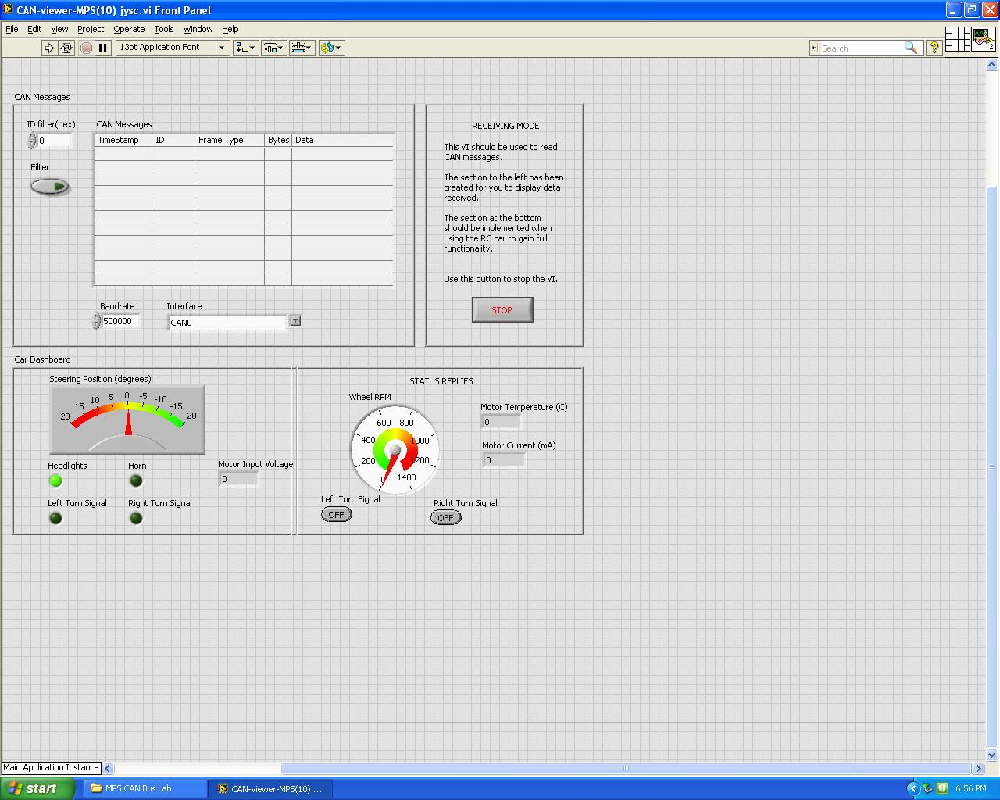 CAN-viewer-MPS(10) jysc.vi Front Panel
File Edit View Project Operate Tools Window Help
13pt Application Font
Search
?
2
CAN Messages
ID filter(hex)
0
Filter
CAN Messages
TimeStamp ID Frame Type Bytes Data
Baudrate
500000
Interface
CAN0
RECEIVING MODE
This VI should be used to read
CAN messages.
The section to the left has been
created for you to display data
received.
The section at the bottom
should be implemented when
using the RC car to gain full
functionality.
Use this button to stop the VI.
STOP
Car Dashboard
Steering Position (degrees)
20 15 10 5 0 -5 -10 -15 -20
Headlights
Horn
Motor Input Voltage
0
Left Turn Signal
Right Turn Signal
STATUS REPLIES
Wheel RPM
0 200 400 600 800 1000 1200 1400
Motor Temperature (C)
0
Motor Current (mA)
0
Left Turn Signal
OFF
Right Turn Signal
OFF
Main Application Instance
start
MPS CAN Bus Lab
CAN-viewer-MPS(10) ...
6:56 PM